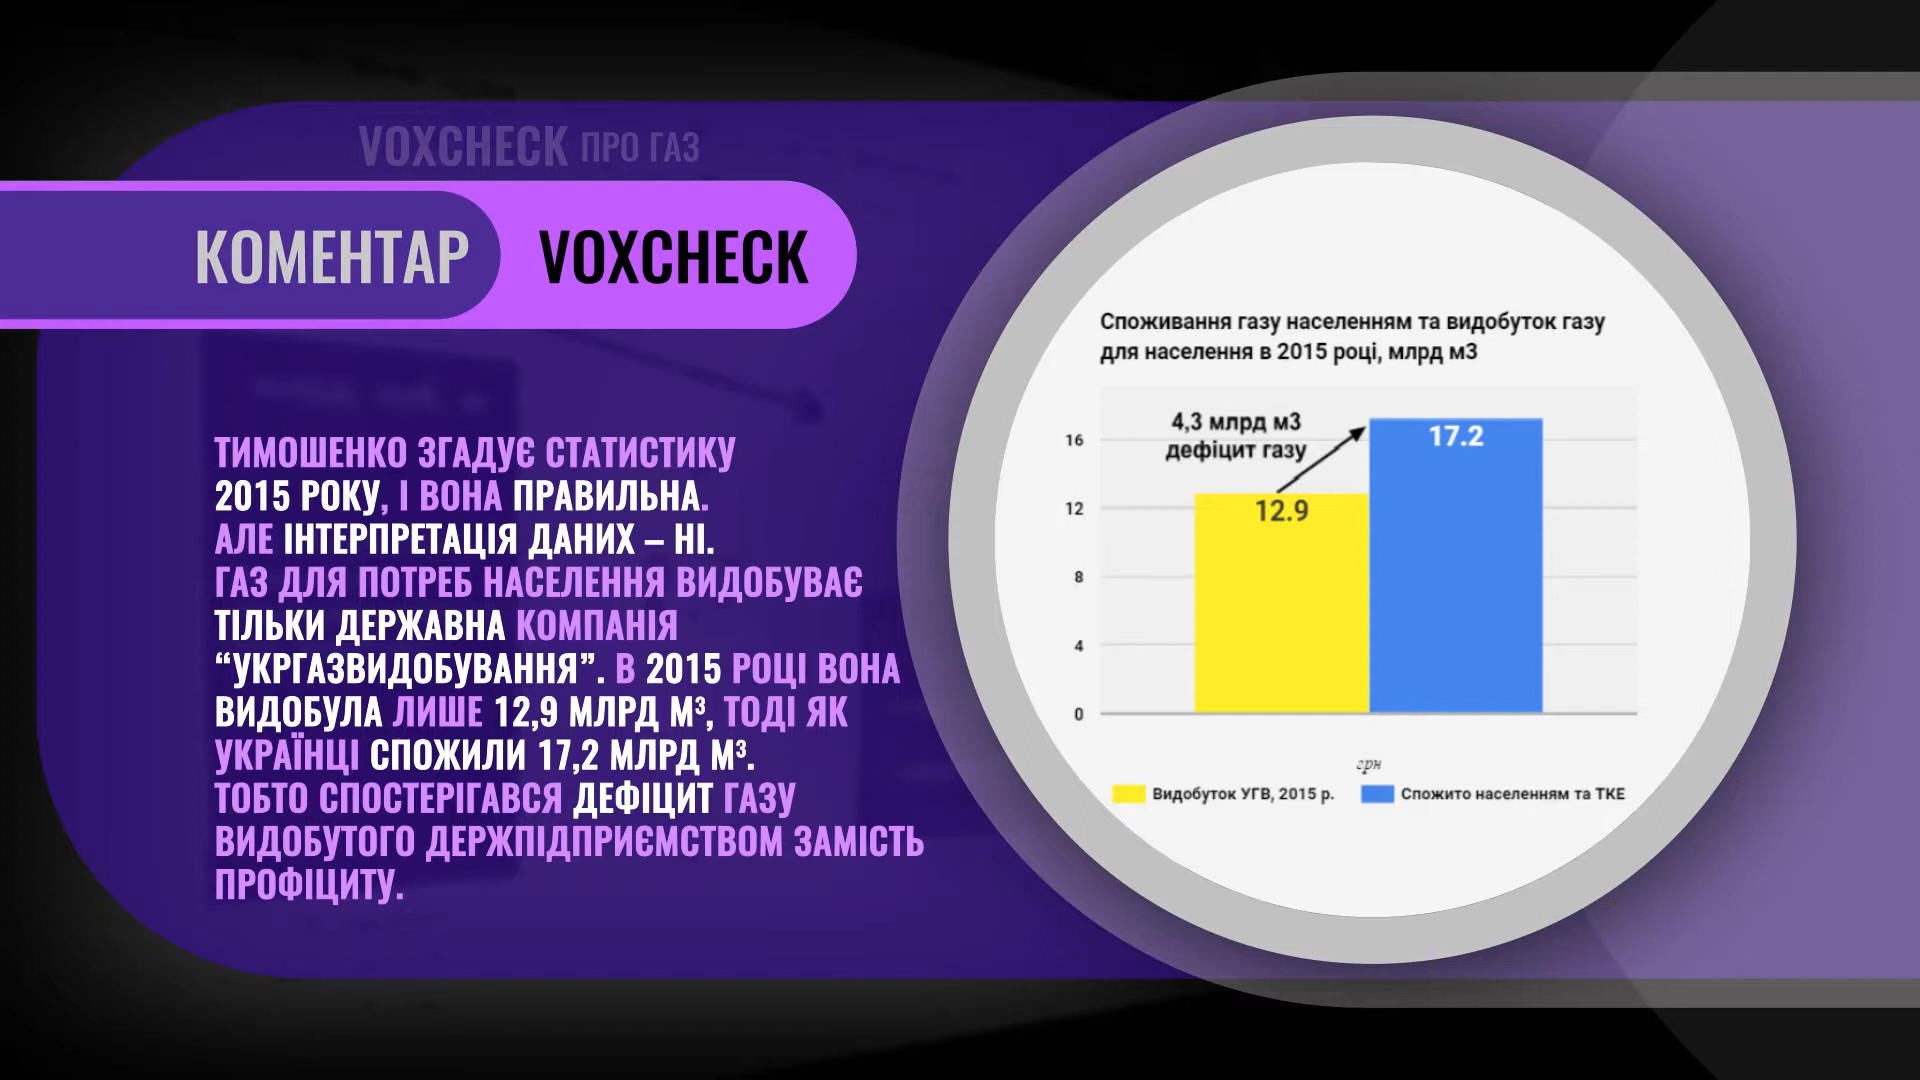 VOXCHECK ПРО ГАЗ
КОМЕНТАР VOXCHECK
ТИМОШЕНКО ЗГАДУЄ СТАТИСТИКУ
2015 РОКУ, І ВОНА ПРАВИЛЬНА.
АЛЕ ІНТЕРПРЕТАЦІЯ ДАНИХ – НІ.
ГАЗ ДЛЯ ПОТРЕБ НАСЕЛЕННЯ ВИДОБУВАЄ
ТІЛЬКИ ДЕРЖАВНА КОМПАНІЯ
“УКРГАЗВИДОБУВАННЯ”. В 2015 РОЦІ ВОНА
ВИДОБУЛА ЛИШЕ 12,9 МЛРД М³, ТОДІ ЯК
УКРАЇНЦІ СПОЖИЛИ 17,2 МЛРД М³.
ТОБТО СПОСТЕРІГАВСЯ ДЕФІЦИТ ГАЗУ
ВИДОБУТОГО ДЕРЖПІДПРИЄМСТВОМ ЗАМІСТЬ
ПРОФІЦИТУ.
Споживання газу населенням та видобуток газу
для населення в 2015 році, млрд м3
4,3 млрд м3
дефіцит газу
17.2
12.9
16
12
8
4
0
грн
Видобуток УГВ, 2015 р.
Спожито населенням та ТКЕ